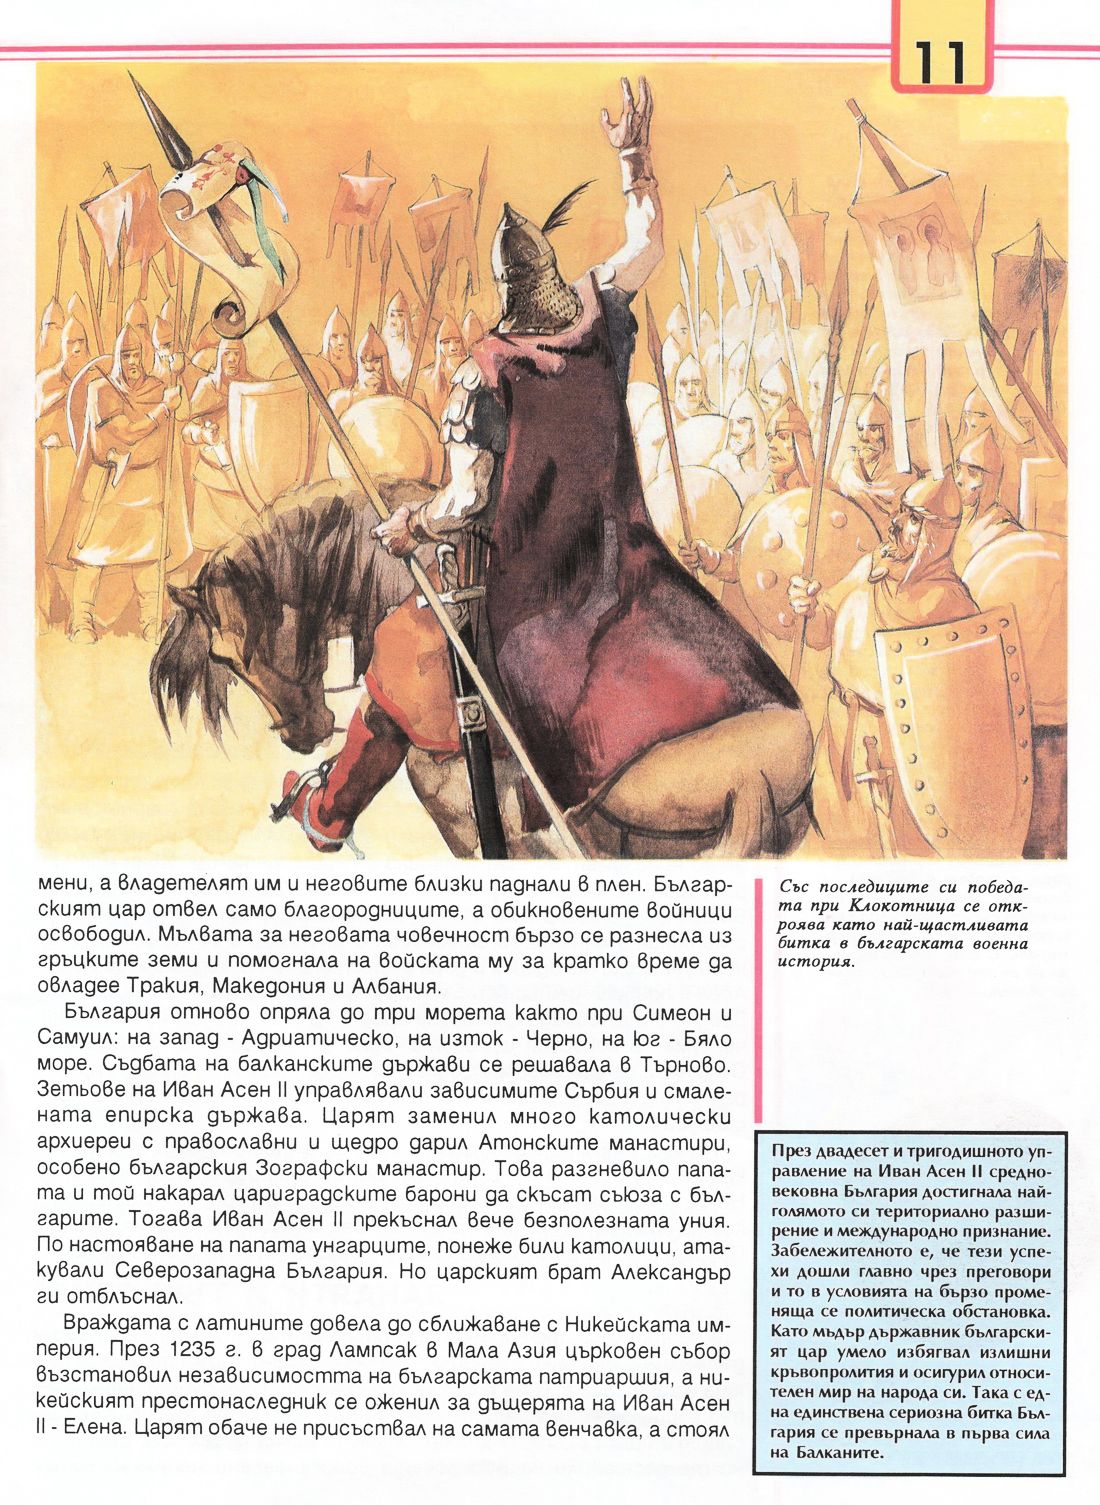 11
мени, а владетелят им и неговите близки паднали в плен. Българ-
ският цар отвел само благородниците, а обикновените войници
освободил. Мълвата за неговата човечност бързо се разнесла из
гръцките земи и помогнала на войската му за кратко време да
овладее Тракия, Македония и Албания.
България отново опряла до три морета както при Симеон и
Самуил: на запад - Адриатическо, на изток - Черно, на юг - Бяло
море. Съдбата на балканските държави се решавала в Търново.
Зетьове на Иван Асен II управлявали зависимите Сърбия и смале-
ната епирска държава. Царят заменил много католически
архиереи с православни и щедро дарил Атонските манастири,
особено българския Зографски манастир. Това разгневило папа-
та и той накарал цариградските барони да скъсат съюза с бъл-
гарите. Тогава Иван Асен II прекъснал вече безполезната уния.
По настояване на папата унгарците, понеже били католици, ата-
кували Северозападна България. Но царският брат Александър
ги отблъснал.
Враждата с латините довела до сближаване с Никейската им-
перия. През 1235 г. в град Лампсак в Мала Азия църковен събор
възстановил независимостта на българската патриаршия, а ни-
кейският престонаследник се оженил за дъщерята на Иван Асен
II - Елена. Царят обаче не присъствал на самата венчавка, а стоял
Със последиците си победа-
та при Клокотница се отк-
роява като най-щастливата
битка в българската военна
история.
През двадесет и тригодишното уп-
равление на Иван Асен II средно-
вековна България достигнала най-
голямото си териториално разши-
рение и международно признание.
Забележителното е, че тези успе-
хи дошли главно чрез преговори
и то в условията на бързо проме-
няща се политическа обстановка.
Като мъдър държавник български-
ят цар умело избягвал излишни
кръвопролития и осигурил относи-
телен мир на народа си. Така с ед-
на единствена сериозна битка Бъл-
гария се превърнала в първа сила
на Балканите.